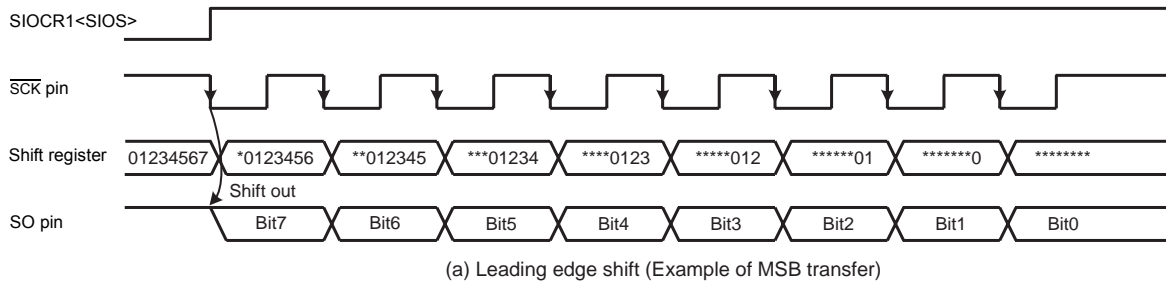 SIOCR1<SIOS>
SCK pin
Shift register 01234567 *0123456 **012345 ***01234 ****0123 *****012 ******01 *******0 ********
Shift out
SO pin Bit7 Bit6 Bit5 Bit4 Bit3 Bit2 Bit1 Bit0
(a) Leading edge shift (Example of MSB transfer)